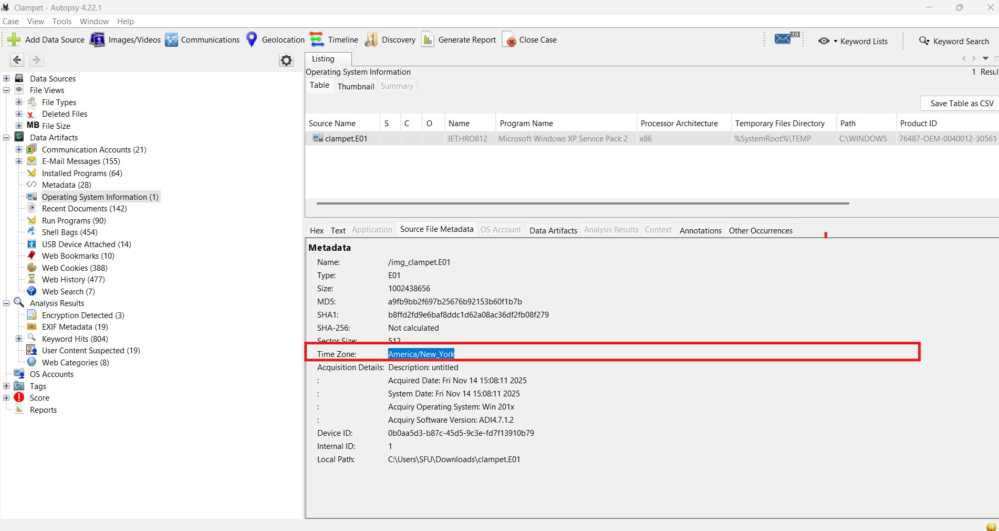 Clampet - Autopsy 4.22.1
Case View Tools Window Help
Add Data Source Images/Videos Communications Geolocation Timeline Discovery Generate Report Close Case 19 Keyword Lists Keyword Search
Listing
Operating System Information 1 Resul
Table Thumbnail Summary
Save Table as CSV
Source Name S C O Name Program Name Processor Architecture Temporary Files Directory Path Product ID
clampet.E01 JETHRO812 Microsoft Windows XP Service Pack 2 x86 %SystemRoot%\TEMP C:\WINDOWS 76487-OEM-0040012-30561
Data Sources
File Views
File Types
Deleted Files
MB File Size
Data Artifacts
Communication Accounts (21)
E-Mail Messages (155)
Installed Programs (64)
Metadata (28)
Operating System Information (1)
Recent Documents (142)
Run Programs (90)
Shell Bags (454)
USB Device Attached (14)
Web Bookmarks (10)
Web Cookies (388)
Web History (477)
Web Search (7)
Analysis Results
Encryption Detected (3)
EXIF Metadata (19)
Keyword Hits (804)
User Content Suspected (19)
Web Categories (8)
OS Accounts
Tags
Score
Reports
Hex Text Application Source File Metadata OS Account Data Artifacts Analysis Results Context Annotations Other Occurrences
Metadata
Name: /img_clampet.E01
Type: E01
Size: 1002438656
MD5: a9fb9bb2f697b25676b92153b60f1b7b
SHA1: b8ffd2fd9e6baf8ddc1d62a08ac36df2fb08f279
SHA-256: Not calculated
Sector Size: 512
Time Zone: America/New_York
Acquisition Details: Description: untitled
: Acquired Date: Fri Nov 14 15:08:11 2025
: System Date: Fri Nov 14 15:08:11 2025
: Acquiry Operating System: Win 201x
: Acquiry Software Version: ADI4.7.1.2
Device ID: 0b0aa5d3-b87c-45d5-9c3e-fd7f13910b79
Internal ID: 1
Local Path: C:\Users\SFU\Downloads\clampet.E01